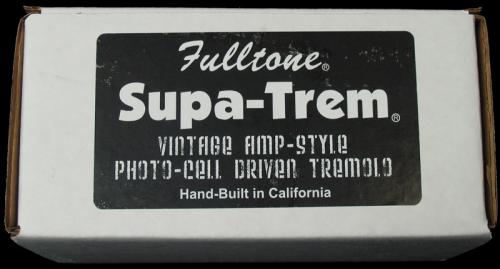 Fulltone®
Supa-Trem®
VINTAGE AMP-STYLE
PHOTO-CELL DRIVEN TREMOLO
Hand-Built in California